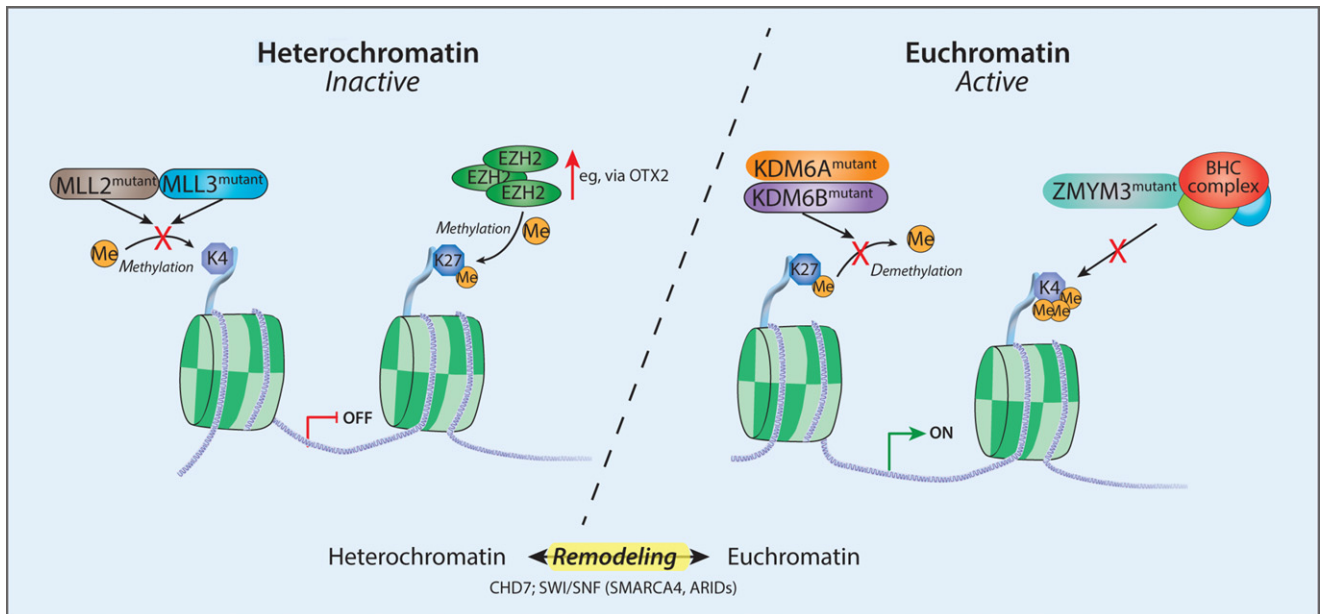 Heterochromatin
Inactive
MLL2mutant
MLL3mutant
Me
Methylation
K4
EZH2
EZH2
EZH2
eg, via OTX2
Methylation
Me
K27
Me
OFF
Euchromatin
Active
KDM6Amutant
KDM6Bmutant
Me
Demethylation
K27
Me
ZMYM3mutant
BHC
complex
K4
Me
Me
Me
ON
Heterochromatin
Remodeling
Euchromatin
CHD7; SWI/SNF (SMARCA4, ARIDs)